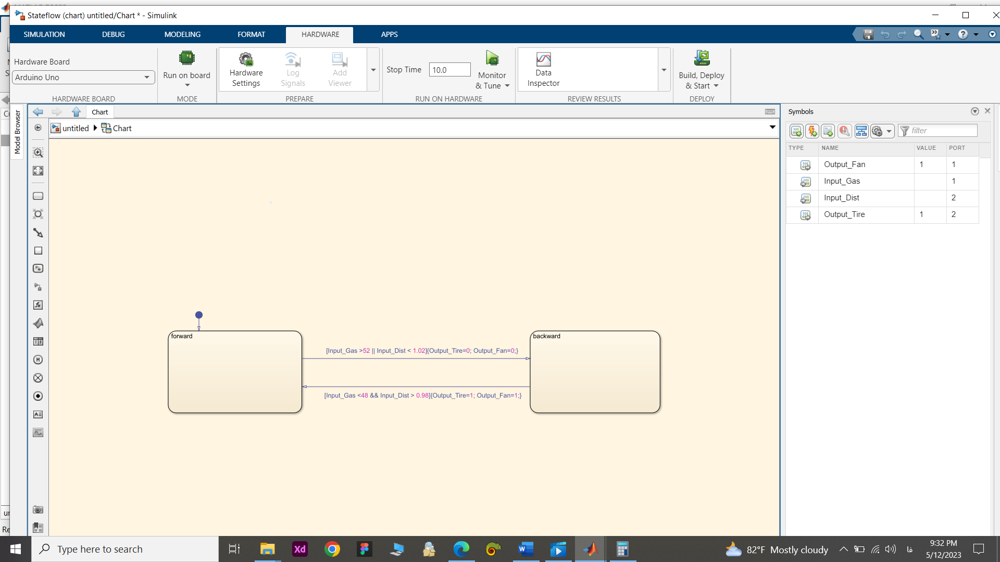 Stateflow (chart) untitled/Chart * - Simulink
SIMULATION DEBUG MODELING FORMAT HARDWARE APPS
Hardware Board
Arduino Uno
HARDWARE BOARD
Run on board
MODE
Hardware
Settings
Log
Signals
Add
Viewer
PREPARE
Stop Time 10.0
Monitor
& Tune
RUN ON HARDWARE
Data
Inspector
REVIEW RESULTS
Build, Deploy
& Start
DEPLOY
Model Browser
Chart
untitled Chart
forward
backward
[Input_Gas >52 || Input_Dist < 1.02]{Output_Tire=0; Output_Fan=0;}
[Input_Gas <48 && Input_Dist > 0.98]{Output_Tire=1; Output_Fan=1;}
Symbols
filter
TYPE NAME VALUE PORT
Output_Fan 1 1
Input_Gas 1
Input_Dist 2
Output_Tire 1 2
Type here to search
Xd
82°F Mostly cloudy
فا
9:32 PM
5/12/2023